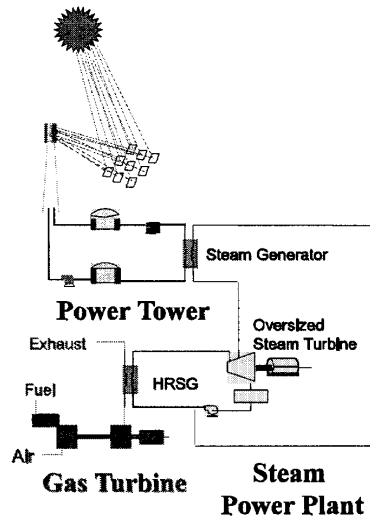 Steam Generator
Power Tower
Oversized
Steam Turbine
Exhaust
HRSG
Fuel
Air
Gas Turbine
Steam
Power Plant